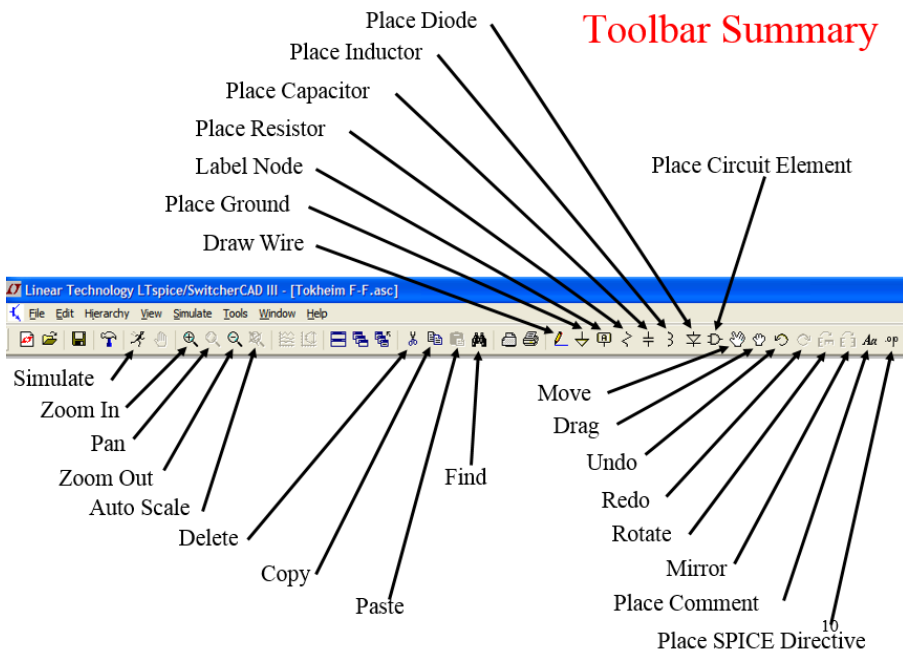 Toolbar Summary
Place Diode
Place Inductor
Place Capacitor
Place Resistor
Label Node
Place Ground
Draw Wire
Place Circuit Element
Linear Technology LTspice/SwitcherCAD III - [Tokheim F-F.asc]
File Edit Hierarchy View Simulate Tools Window Help
A Aa .op
Simulate
Zoom In
Pan
Zoom Out
Auto Scale
Delete
Copy
Paste
Find
Move
Drag
Undo
Redo
Rotate
Mirror
Place Comment
10
Place SPICE Directive